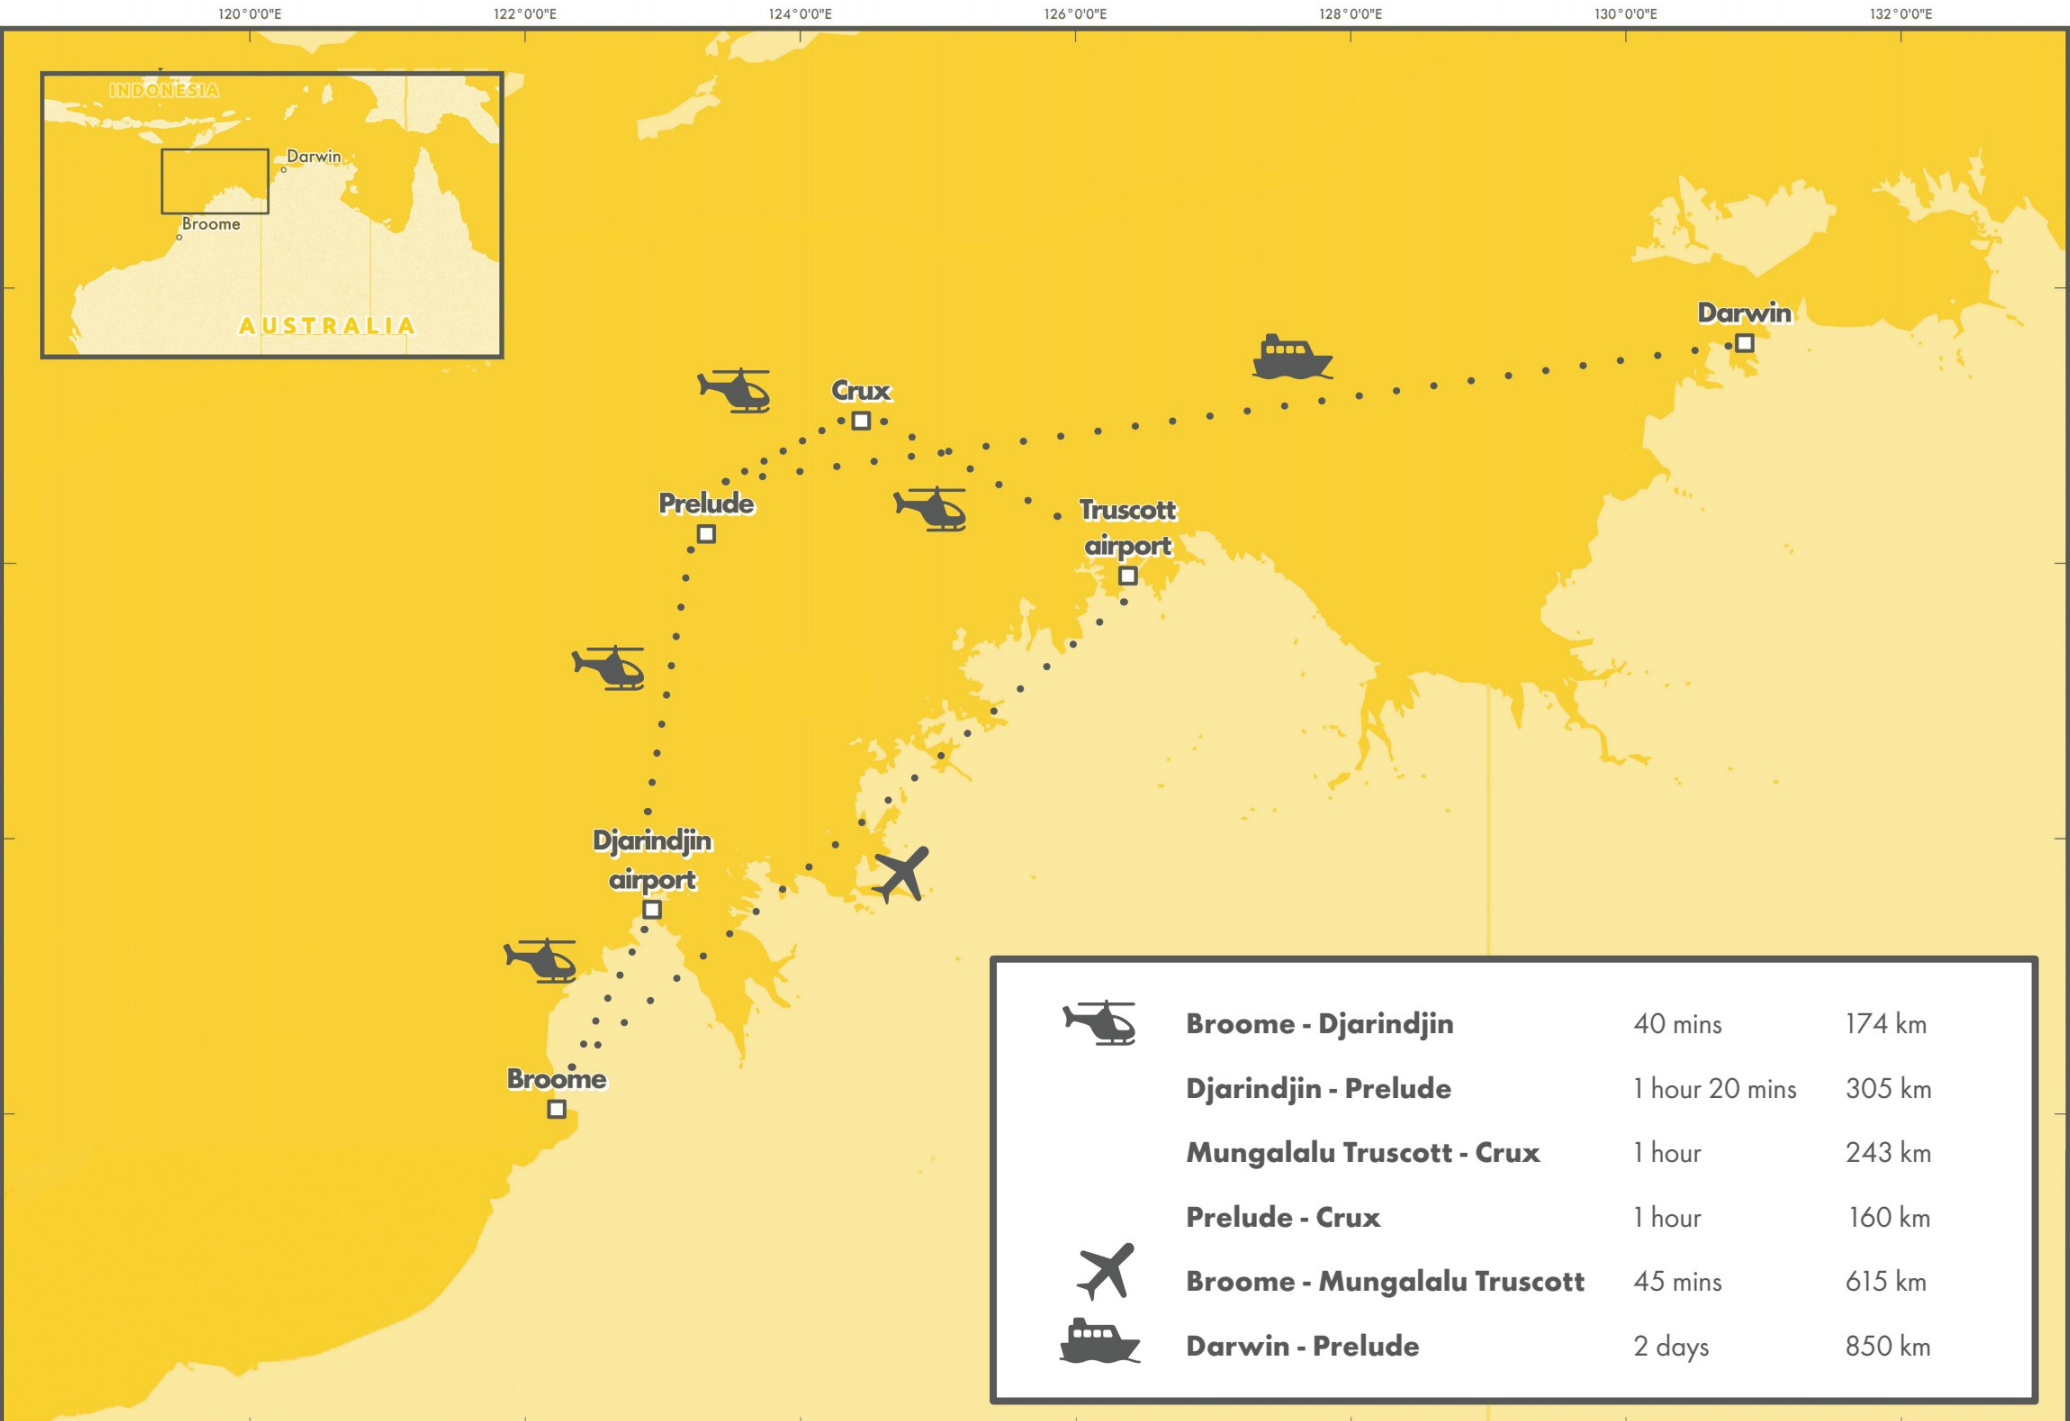 120°0'0"E 122°0'0"E 124°0'0"E 126°0'0"E 128°0'0"E 130°0'0"E 132°0'0"E
INDONESIA
Darwin
Broome
AUSTRALIA
Darwin
Crux
Prelude
Truscott
airport
Djarindjin
airport
Broome
Broome - Djarindjin 40 mins 174 km
Djarindjin - Prelude 1 hour 20 mins 305 km
Mungalalu Truscott - Crux 1 hour 243 km
Prelude - Crux 1 hour 160 km
Broome - Mungalalu Truscott 45 mins 615 km
Darwin - Prelude 2 days 850 km